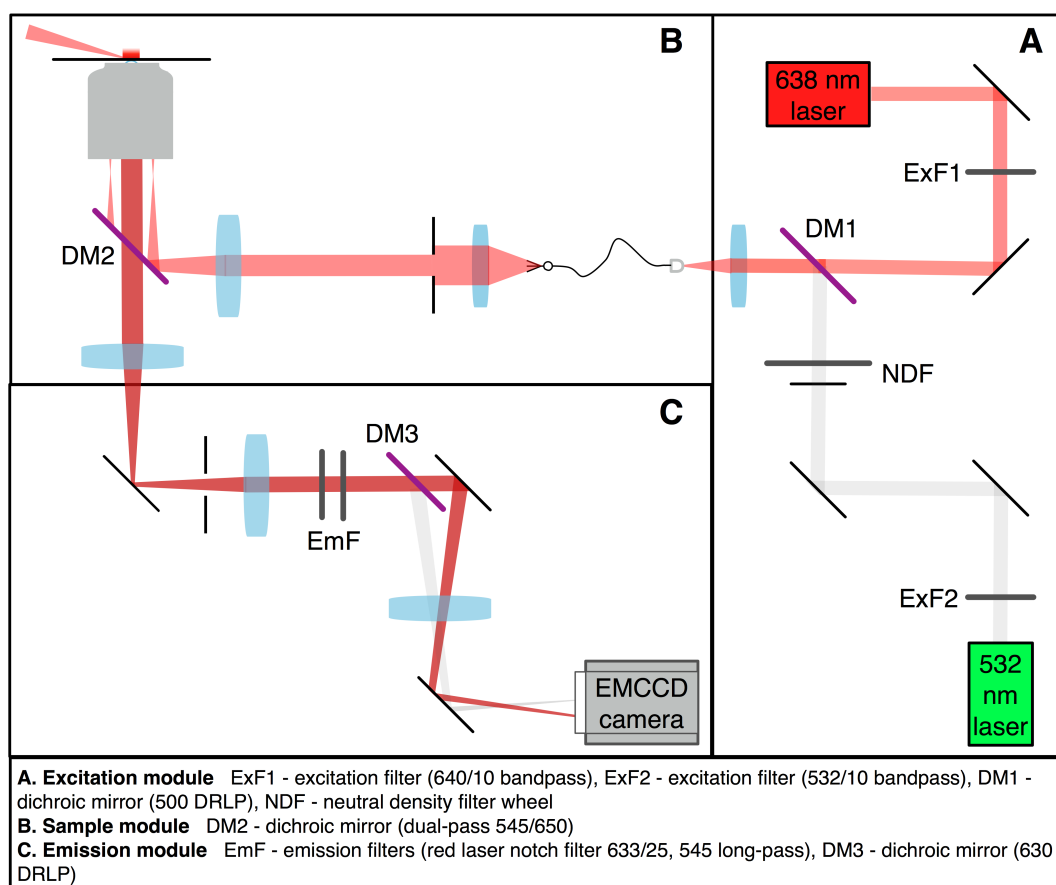 B
A
638 nm
laser
ExF1
DM1
DM2
NDF
C
DM3
EmF
ExF2
532
nm
laser
EMCCD
camera
A. Excitation module ExF1 - excitation filter (640/10 bandpass), ExF2 - excitation filter (532/10 bandpass), DM1 -
dichroic mirror (500 DRLP), NDF - neutral density filter wheel
B. Sample module DM2 - dichroic mirror (dual-pass 545/650)
C. Emission module EmF - emission filters (red laser notch filter 633/25, 545 long-pass), DM3 - dichroic mirror (630
DRLP)